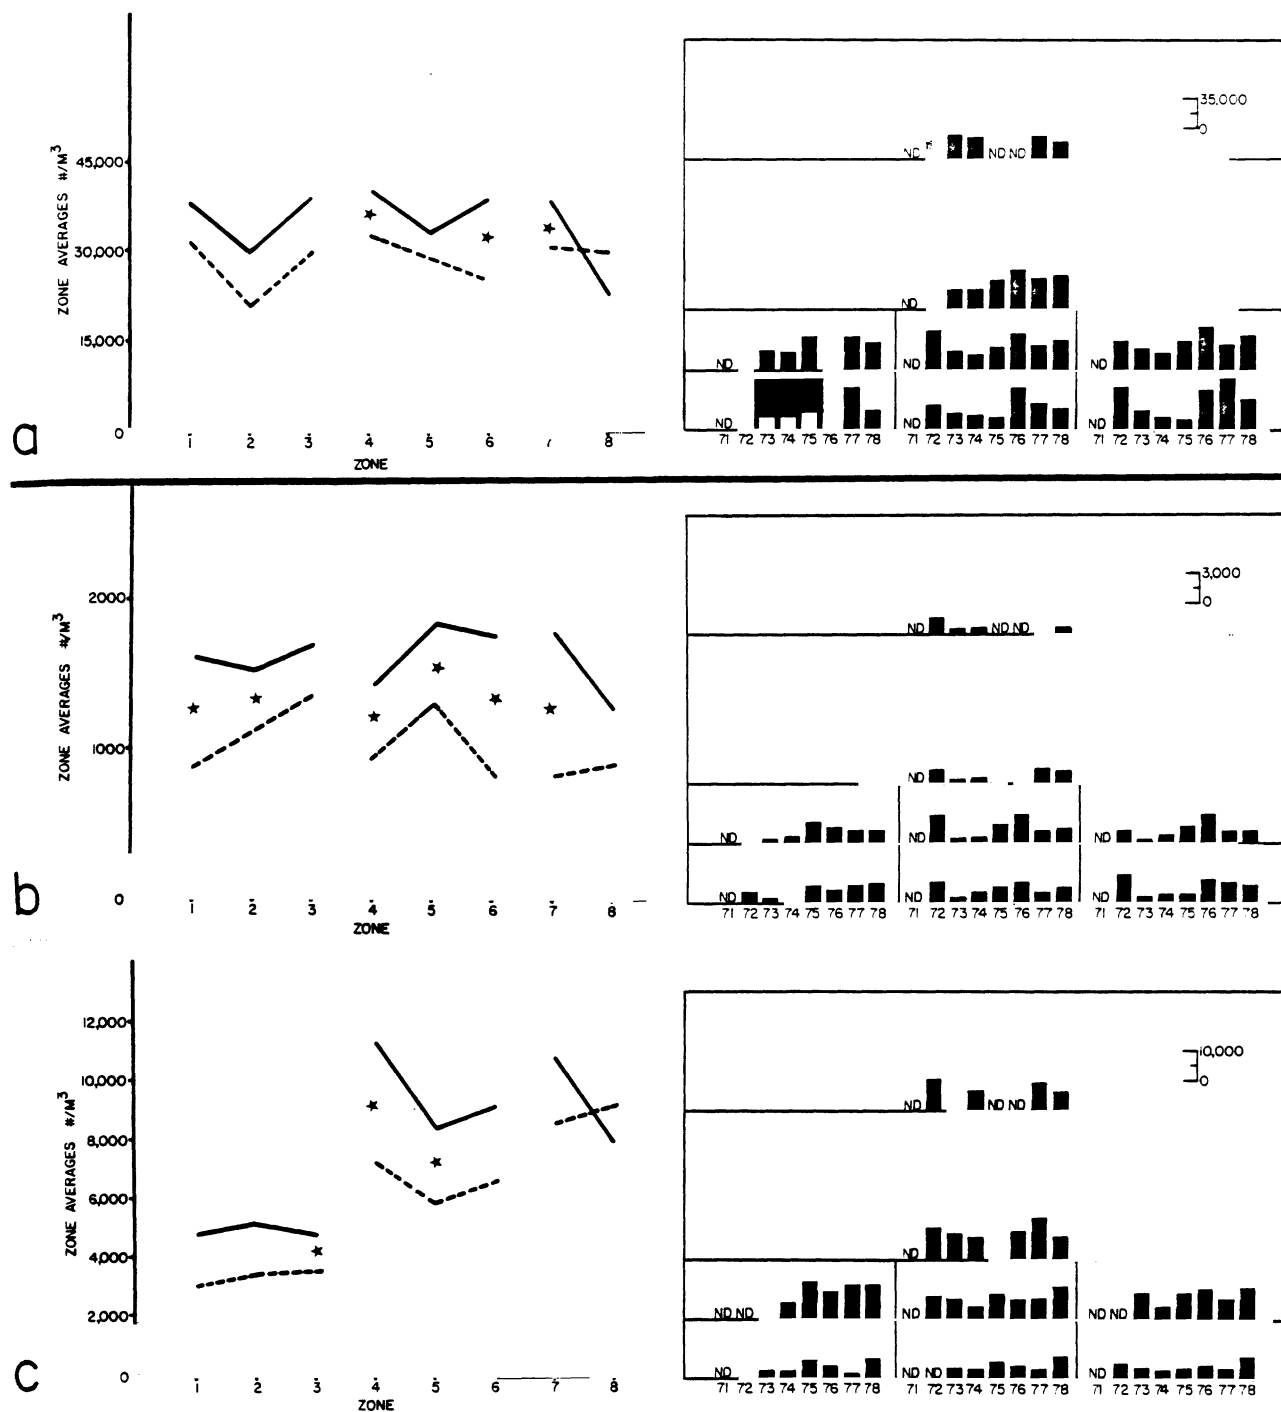 ZONE AVERAGES #/M³
45,000
30,000
15,000
0
1 2 3 4 5 6 7 8
ZONE
a
35,000
0
ND ND ND
ND
ND ND ND
ND ND ND
71 72 73 74 75 76 77 78 71 72 73 74 75 76 77 78 71 72 73 74 75 76 77 78
ZONE AVERAGES #/M³
2000
1000
0
1 2 3 4 5 6 7 8
ZONE
b
3,000
0
ND ND ND
ND
ND ND ND
ND ND ND
71 72 73 74 75 76 77 78 71 72 73 74 75 76 77 78 71 72 73 74 75 76 77 78
ZONE AVERAGES #/M³
12,000
10,000
8,000
6,000
4,000
2,000
0
1 2 3 4 5 6 7 8
ZONE
c
10,000
0
ND ND ND
ND
ND ND ND ND ND
ND ND ND ND
71 72 73 74 75 76 77 78 71 72 73 74 75 76 77 78 71 72 73 74 75 76 77 78